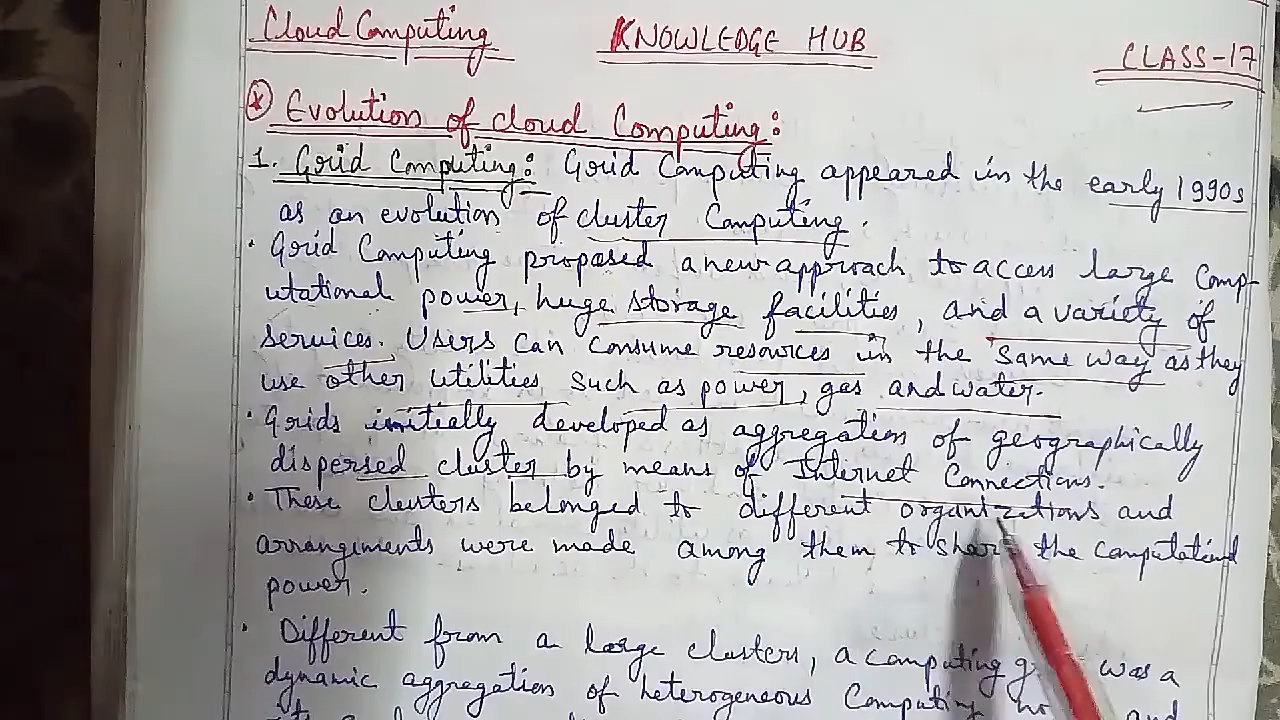 Cloud Computing KNOWLEDGE HUB CLASS-17
Evolution of cloud Computing:
1. Grid Computing: Grid Computing appeared in the early 1990s
as an evolution of cluster Computing.
· Grid Computing proposed a new approach to access large Comp-
utational power, huge storage facilities, and a variety of
services. Users can consume resources in the same way as they
use other utilities such as power, gas and water.
· Grids initially developed as aggregation of geographically
dispersed cluster by means of Internet Connections.
· These clusters belonged to different organizations and
arrangements were made among them to share the computational
power.
· Different from a large clusters, a computing was a
dynamic aggregation of heterogeneous Computing and